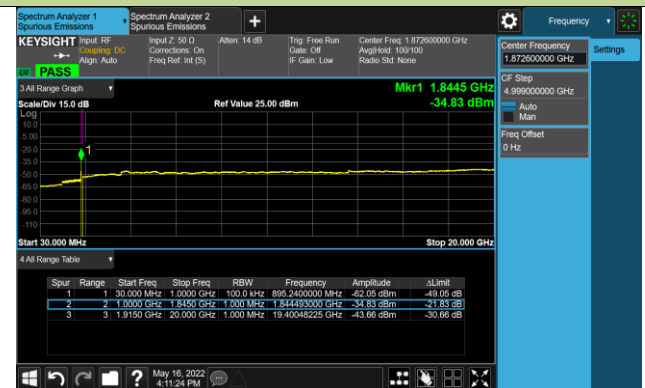 Spectrum Analyzer 1
Spurious Emissions
Spectrum Analyzer 2
Spurious Emissions
+
Frequency
KEYSIGHT
Input: RF
Coupling: DC
Align: Auto
Input Z: 50 Ω
Corrections: On
Freq Ref: Int (S)
Atten: 14 dB
Trig: Free Run
Gate: Off
IF Gain: Low
Center Freq: 1.872600000 GHz
Avg|Hold: 100/100
Radio Std: None
PASS
Center Frequency
1.872600000 GHz
Settings
CF Step
4.999000000 GHz
Auto
Man
Freq Offset
0 Hz
3 All Range Graph
Mkr1 1.8445 GHz
Scale/Div 15.0 dB
Ref Value 25.00 dBm
-34.83 dBm
Log
10.0
-5.00
-20.0
-35.0
-50.0
-65.0
-80.0
-95.0
-110
1
Start 30.000 MHz
Stop 20.000 GHz
4 All Range Table
Spur Range Start Freq Stop Freq RBW Frequency Amplitude ΔLimit
1 1 30.000 MHz 1.0000 GHz 100.0 kHz 895.2400000 MHz -62.05 dBm -49.05 dB
2 2 1.0000 GHz 1.8450 GHz 1.000 MHz 1.844493000 GHz -34.83 dBm -21.83 dB
3 3 1.9150 GHz 20.000 GHz 1.000 MHz 19.40048225 GHz -43.66 dBm -30.66 dB
?
May 16, 2022
4:11:24 PM